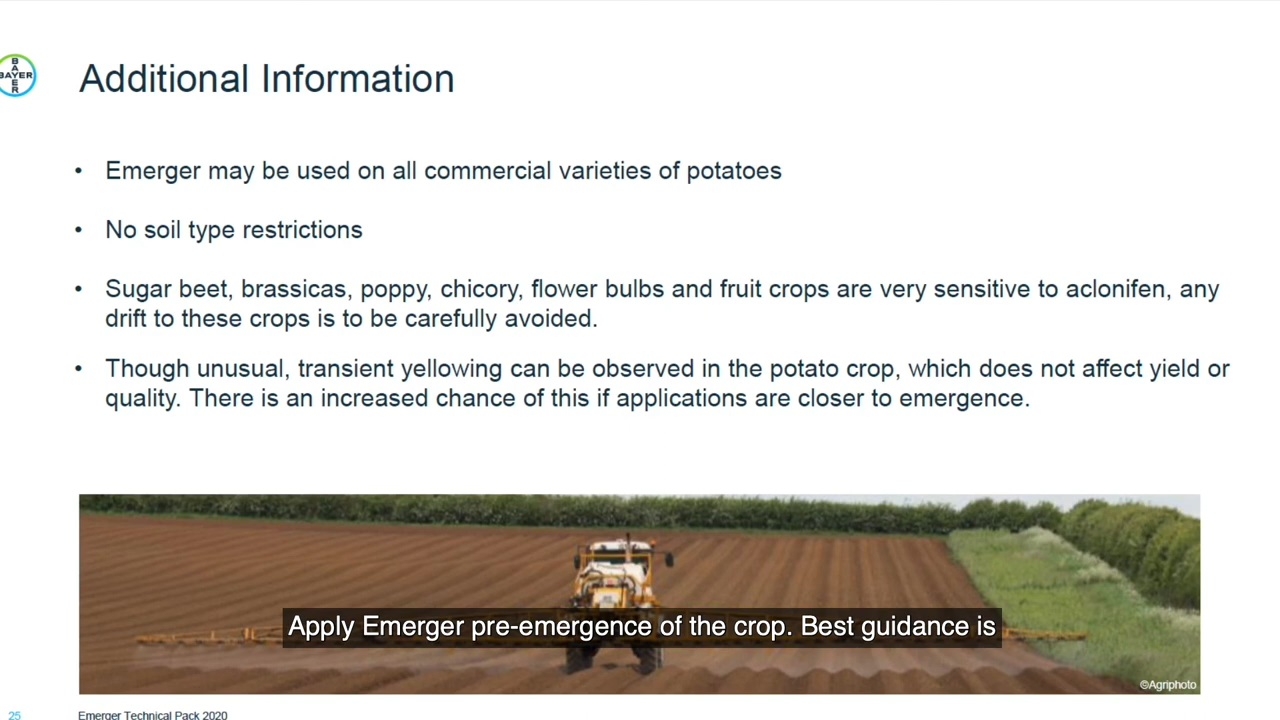 BAYER
BAYER
Additional Information
• Emerger may be used on all commercial varieties of potatoes
• No soil type restrictions
• Sugar beet, brassicas, poppy, chicory, flower bulbs and fruit crops are very sensitive to aclonifen, any
drift to these crops is to be carefully avoided.
• Though unusual, transient yellowing can be observed in the potato crop, which does not affect yield or
quality. There is an increased chance of this if applications are closer to emergence.
Apply Emerger pre-emergence of the crop. Best guidance is
©Agriphoto
25 Emerger Technical Pack 2020